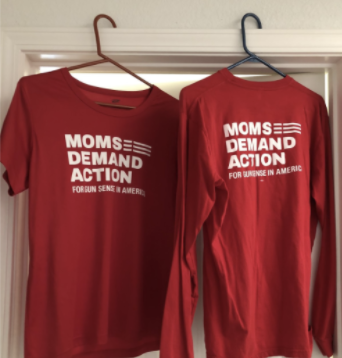 MOMS
DEMAND
ACTION
FOR GUN SENSE IN AMERICA
MOMS
DEMAND
ACTION
FOR GUN SENSE IN AMERICA